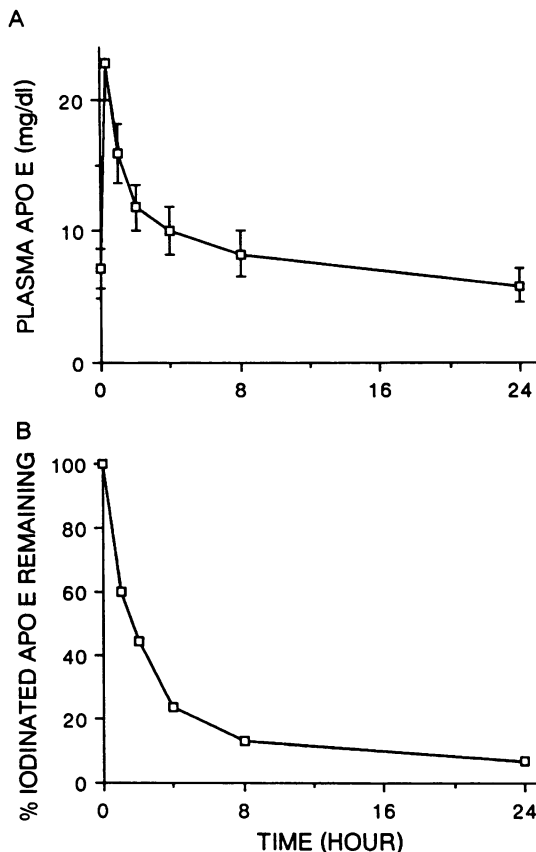 A
PLASMA APO E (mg/dl)
20
10
0
0 8 16 24
B
% IODINATED APO E REMAINING
100
80
60
40
20
0
0 8 16 24
TIME (HOUR)